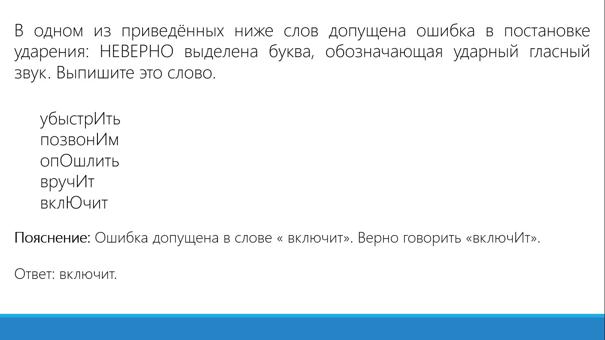 В одном из приведённых ниже слов допущена ошибка в постановке
ударения: НЕВЕРНО выделена буква, обозначающая ударный гласный
звук. Выпишите это слово.
убыстрИть
позвонИм
опОшлить
вручИт
вклЮчит
Пояснение: Ошибка допущена в слове « включит». Верно говорить «включИт».
Ответ: включит.